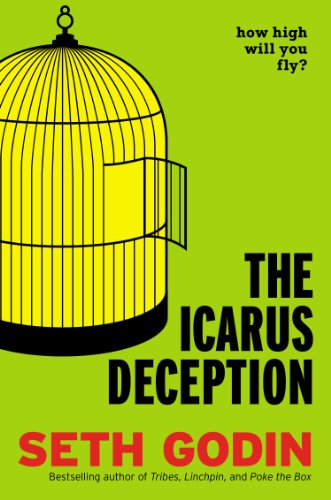 how high
will you
fly?
THE
ICARUS
DECEPTION
SETH GODIN
Bestselling author of Tribes, Linchpin, and Poke the Box